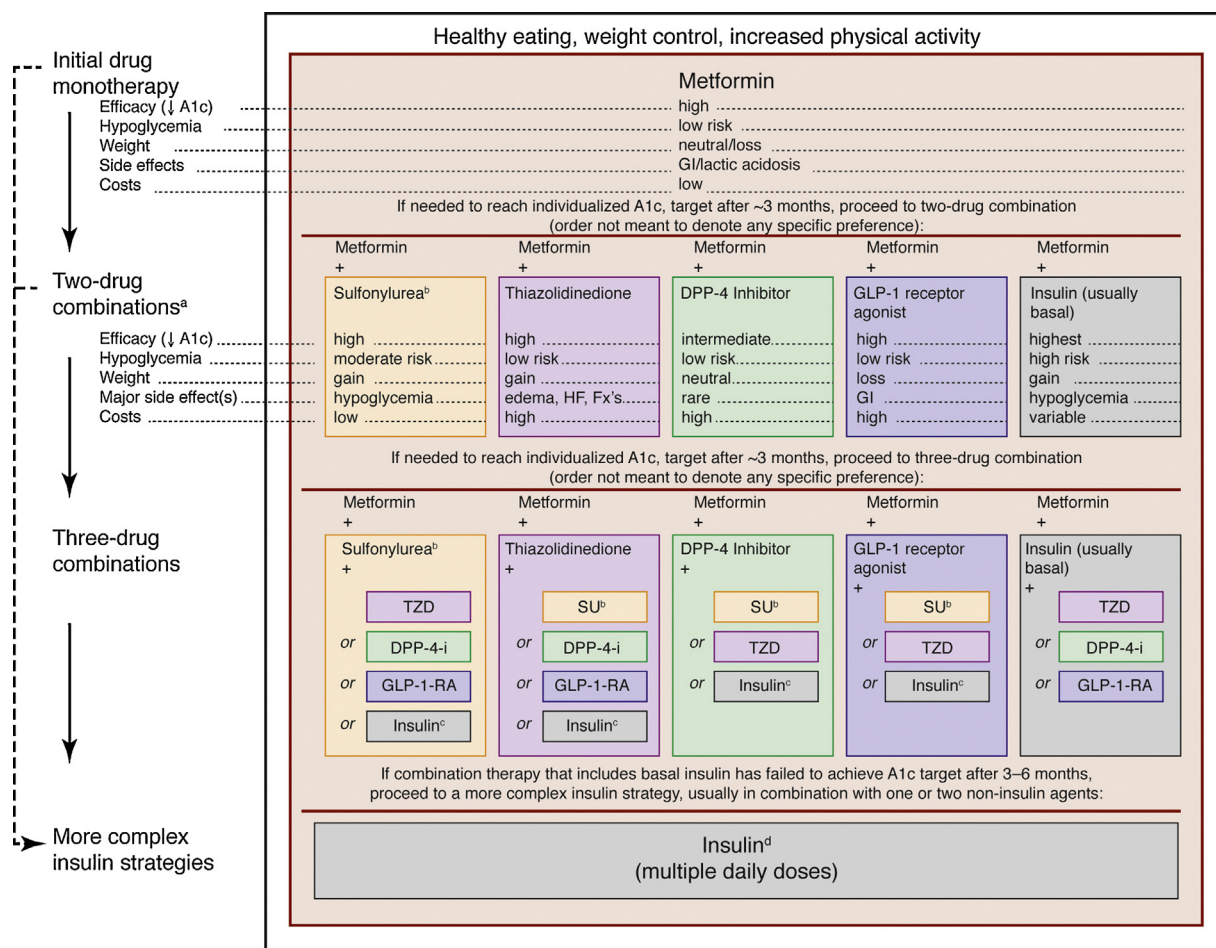 Healthy eating, weight control, increased physical activity
Initial drug
monotherapy
Metformin
Efficacy (↓ A1c) high
Hypoglycemia low risk
Weight neutral/loss
Side effects GI/lactic acidosis
Costs low
If needed to reach individualized A1c, target after ~3 months, proceed to two-drug combination
(order not meant to denote any specific preference):
Two-drug
combinationsᵃ
Metformin Metformin Metformin Metformin Metformin
+ + + + +
Sulfonylureaᵇ Thiazolidinedione DPP-4 Inhibitor GLP-1 receptor Insulin (usually
agonist basal)
Efficacy (↓ A1c) high high intermediate high highest
Hypoglycemia moderate risk low risk low risk low risk high risk
Weight gain gain neutral loss gain
Major side effect(s) hypoglycemia edema, HF, Fx's rare GI hypoglycemia
Costs low high high high variable
If needed to reach individualized A1c, target after ~3 months, proceed to three-drug combination
(order not meant to denote any specific preference):
Three-drug
combinations
Metformin Metformin Metformin Metformin Metformin
+ + + + +
Sulfonylureaᵇ Thiazolidinedione DPP-4 Inhibitor GLP-1 receptor Insulin (usually
agonist basal)
+ + + + +
TZD SUᵇ SUᵇ SUᵇ TZD
or DPP-4-i or DPP-4-i or TZD or TZD or DPP-4-i
or GLP-1-RA or GLP-1-RA or Insulinᶜ or Insulinᶜ or GLP-1-RA
or Insulinᶜ or Insulinᶜ
If combination therapy that includes basal insulin has failed to achieve A1c target after 3–6 months,
proceed to a more complex insulin strategy, usually in combination with one or two non-insulin agents:
More complex
insulin strategies
Insulinᵈ
(multiple daily doses)